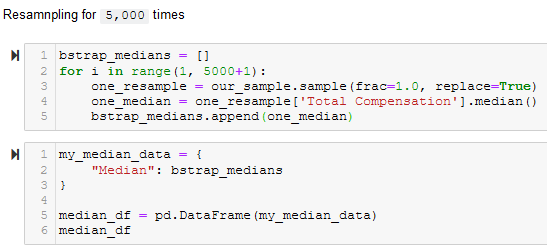 Resamnpling for 5,000 times
1 bstrap_medians = []
2 for i in range(1, 5000+1):
3     one_resample = our_sample.sample(frac=1.0, replace=True)
4     one_median = one_resample['Total Compensation'].median()
5     bstrap_medians.append(one_median)
1 my_median_data = {
2     "Median": bstrap_medians
3 }
4
5 median_df = pd.DataFrame(my_median_data)
6 median_df